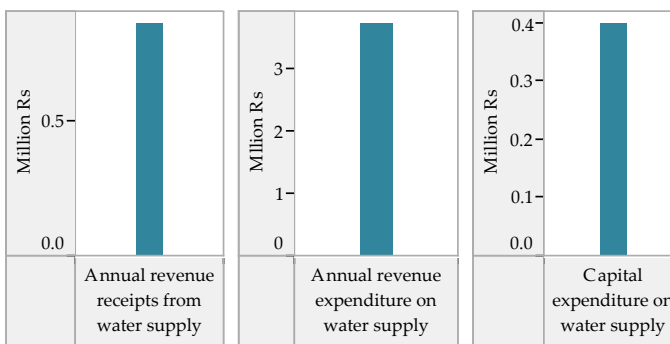 Million Rs
0.5
0.0
Annual revenue
receipts from
water supply
Million Rs
3
2
1
0
Annual revenue
expenditure on
water supply
Million Rs
0.4
0.3
0.2
0.1
0.0
Capital
expenditure on
water supply